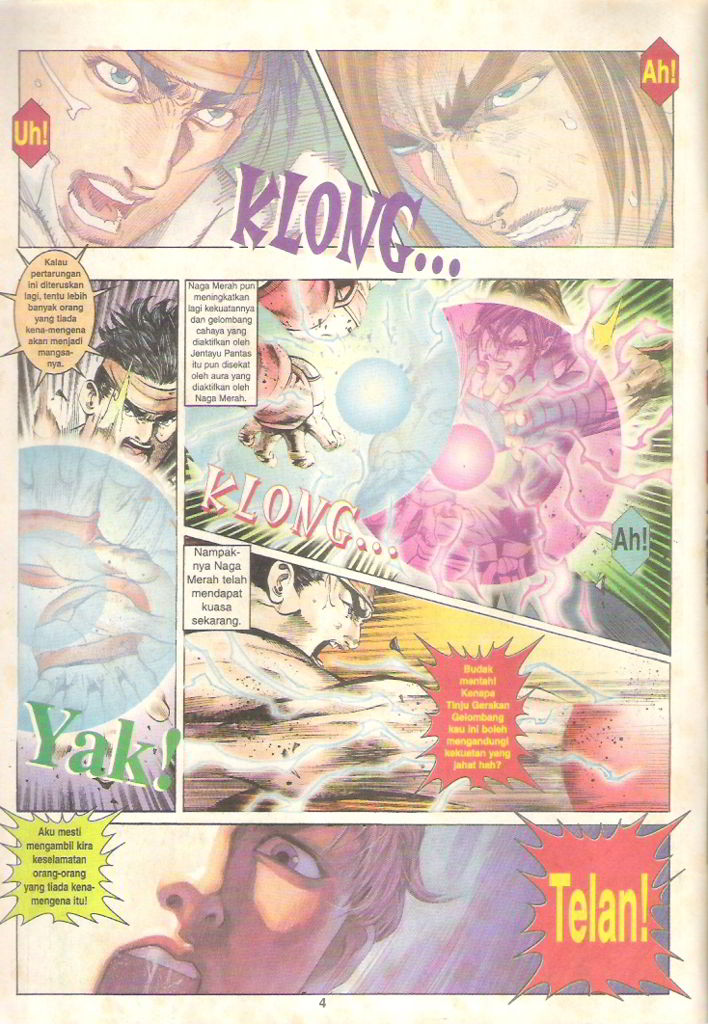 Uh!
Ah!
KLONG...
Kalau
pertarungan
ini diteruskan
lagi, tentu lebih
banyak orang
yang tiada
kena-mengena
akan menjadi
mangsa-
nya.
Naga Merah pun
meningkatkan
lagi kekuatannya
dan gelombang
cahaya yang
diaktifkan oleh
Jentayu Pantas
itu pun disekat
oleh aura yang
diaktifkan oleh
Naga Merah.
KLONG...
Ah!
Nampak-
nya Naga
Merah telah
mendapat
kuasa
sekarang.
Budak
mentah!
Kenapa
Tinju Gerakan
Gelombang
kau ini boleh
mengandungi
kekuatan yang
jahat hah?
Yak!
Aku mesti
mengambil kira
keselamatan
orang-orang
yang tiada kena-
mengena itu!
Telan!
4